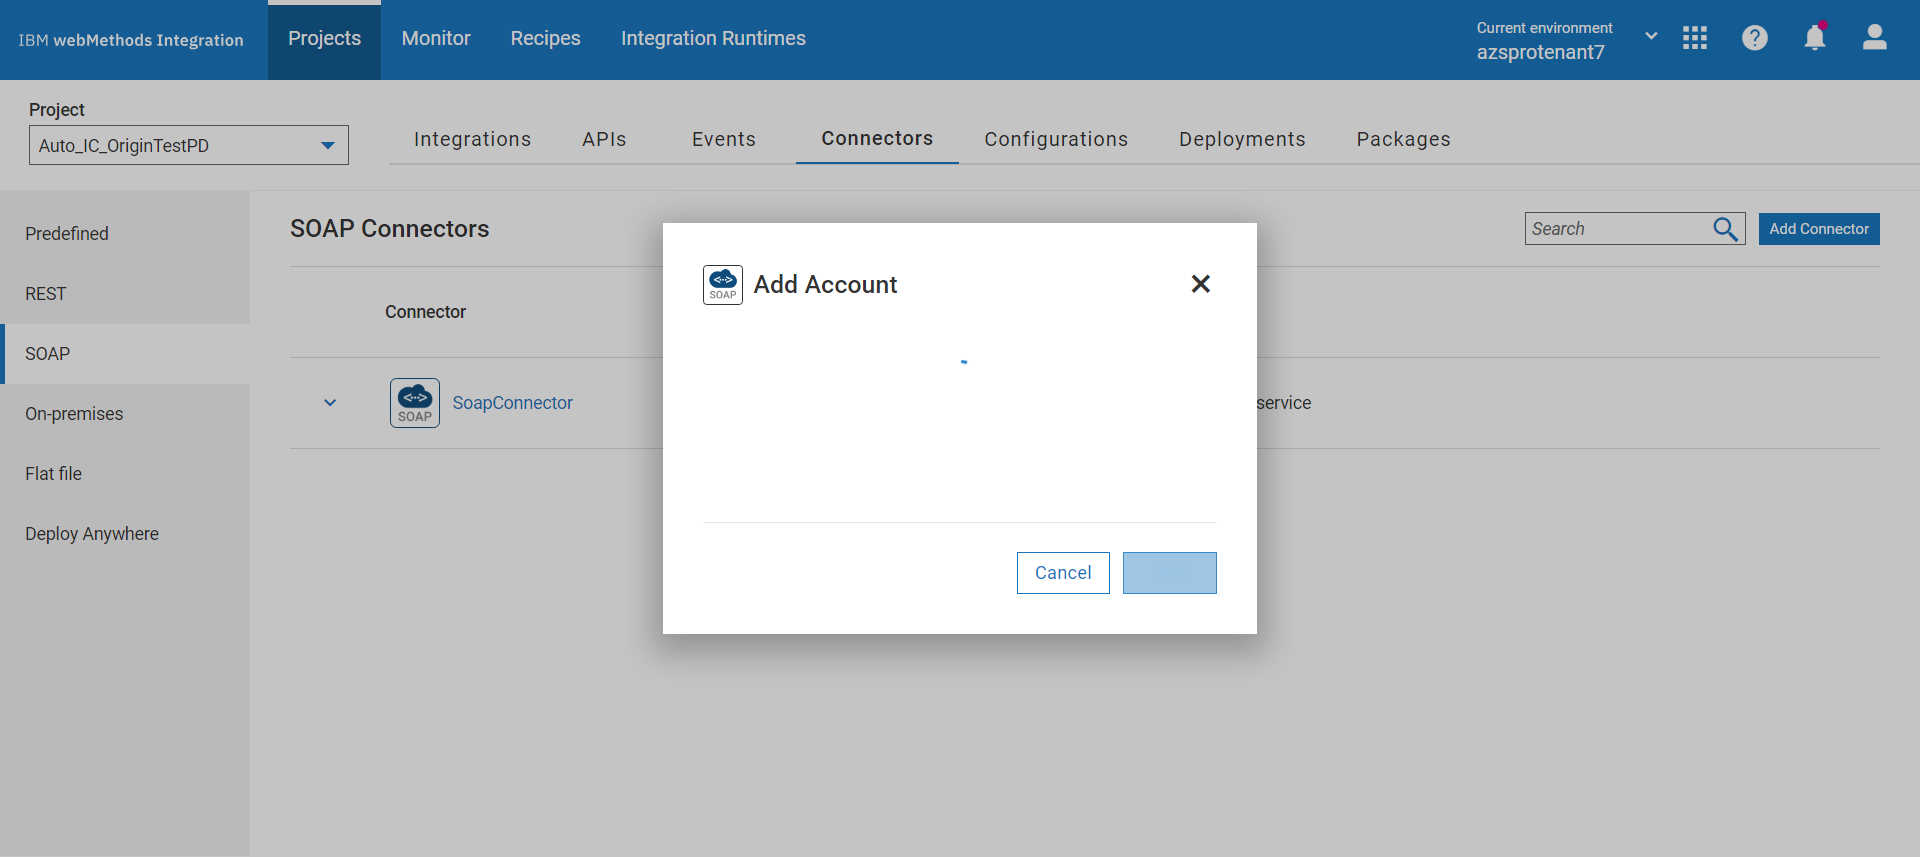 IBM webMethods Integration
Projects
Monitor
Recipes
Integration Runtimes
Current environment
azsprotenant7
Project
Auto_IC_OriginTestPD
Integrations
APIs
Events
Connectors
Configurations
Deployments
Packages
Predefined
REST
SOAP
On-premises
Flat file
Deploy Anywhere
SOAP Connectors
Search
Add Connector
Connector
SOAP
SoapConnector
service
SOAP
Add Account
Cancel